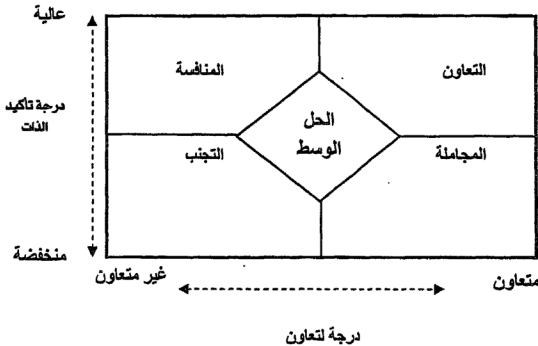 عالية
المنافسة
التعاون
درجة تأكيد
الذات
الحل
الوسط
التجنب
المجاملة
منخفضة
غير متعاون
متعاون
درجة لتعاون